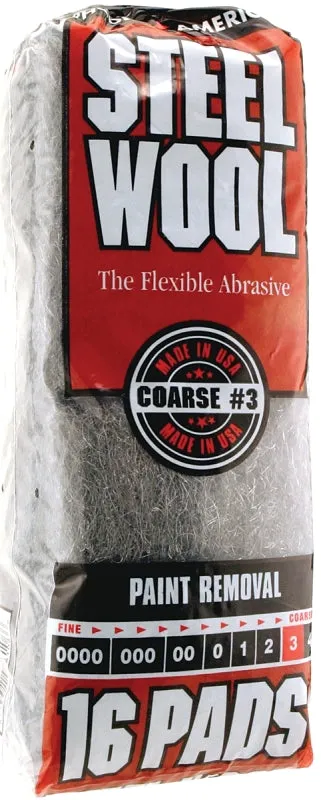 STEEL
WOOL
The Flexible Abrasive
MADE IN USA
COARSE #3
MADE IN USA
PAINT REMOVAL
FINE
0000 000 00 0 1 2 3
16 PADS